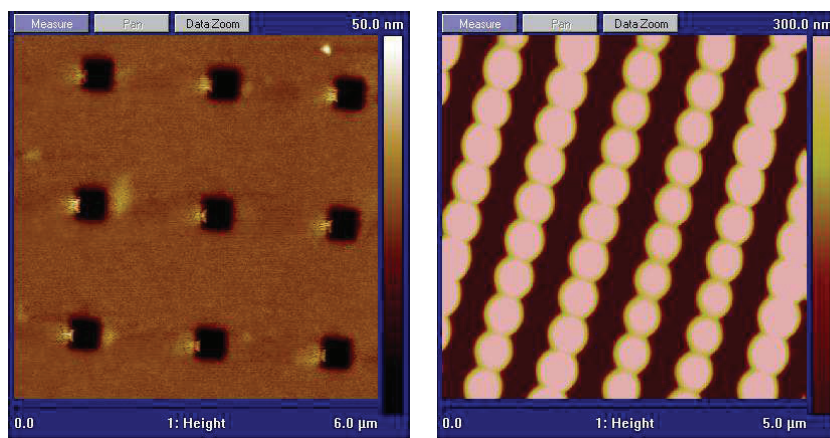 Measure Pan Data Zoom 50.0 nm
0.0 1: Height 6.0 µm
Measure Pan Data Zoom 300.0 nm
0.0 1: Height 5.0 µm